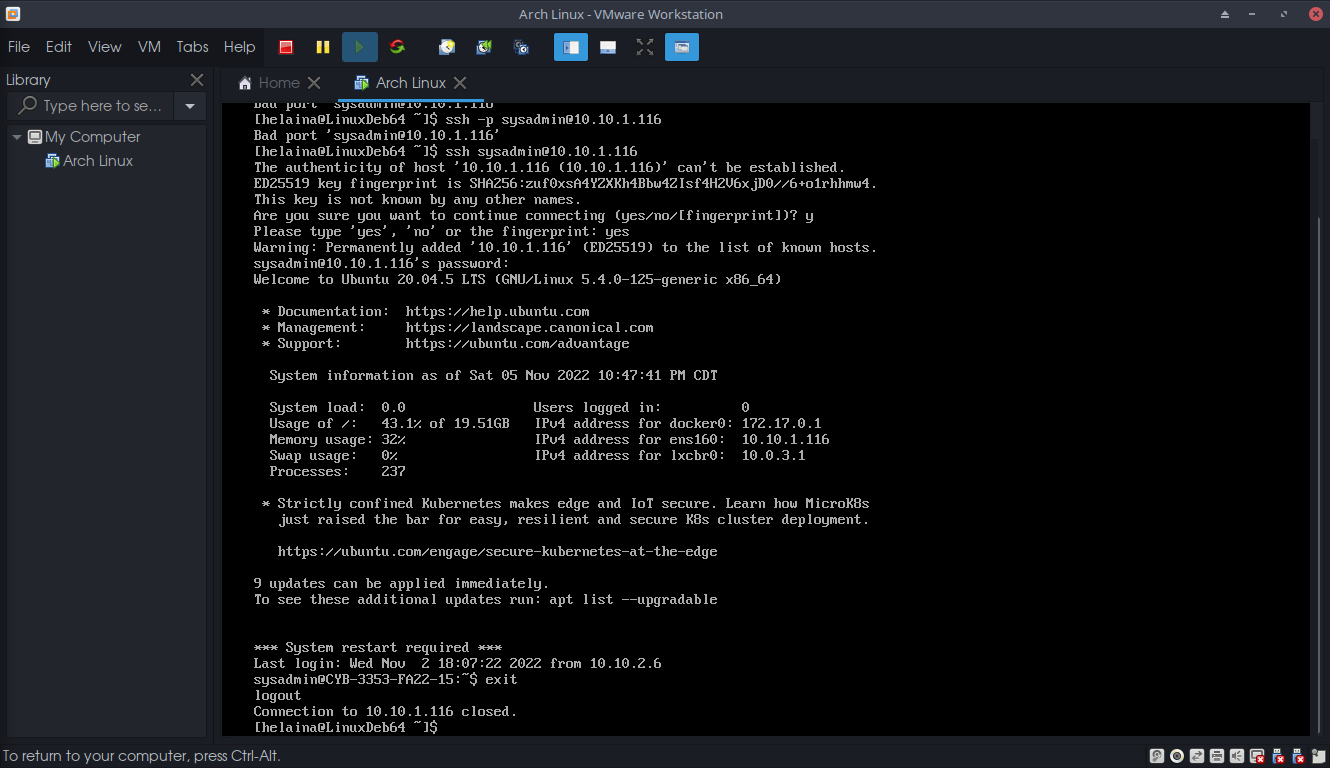 Arch Linux - VMware Workstation
File Edit View VM Tabs Help
Library
Type here to se...
My Computer
Arch Linux
Home
Arch Linux
Bad port 'sysadmin@10.10.1.116'
[helaina@LinuxDeb64 ~]$ ssh -p sysadmin@10.10.1.116
Bad port 'sysadmin@10.10.1.116'
[helaina@LinuxDeb64 ~]$ ssh sysadmin@10.10.1.116
The authenticity of host '10.10.1.116 (10.10.1.116)' can't be established.
ED25519 key fingerprint is SHA256:zuf0xsA4YZXKh4Bbw4ZIsf4H2V6xjD0//6+o1rhhmw4.
This key is not known by any other names.
Are you sure you want to continue connecting (yes/no/[fingerprint])? y
Please type 'yes', 'no' or the fingerprint: yes
Warning: Permanently added '10.10.1.116' (ED25519) to the list of known hosts.
sysadmin@10.10.1.116's password:
Welcome to Ubuntu 20.04.5 LTS (GNU/Linux 5.4.0-125-generic x86_64)
* Documentation: https://help.ubuntu.com
* Management: https://landscape.canonical.com
* Support: https://ubuntu.com/advantage
System information as of Sat 05 Nov 2022 10:47:41 PM CDT
System load: 0.0 Users logged in: 0
Usage of /: 43.1% of 19.51GB IPv4 address for docker0: 172.17.0.1
Memory usage: 32% IPv4 address for ens160: 10.10.1.116
Swap usage: 0% IPv4 address for lxcbr0: 10.0.3.1
Processes: 237
* Strictly confined Kubernetes makes edge and IoT secure. Learn how MicroK8s
just raised the bar for easy, resilient and secure K8s cluster deployment.
https://ubuntu.com/engage/secure-kubernetes-at-the-edge
9 updates can be applied immediately.
To see these additional updates run: apt list --upgradable
*** System restart required ***
Last login: Wed Nov 2 18:07:22 2022 from 10.10.2.6
sysadmin@CYB-3353-FA22-15:~$ exit
logout
Connection to 10.10.1.116 closed.
[helaina@LinuxDeb64 ~]$
To return to your computer, press Ctrl-Alt.